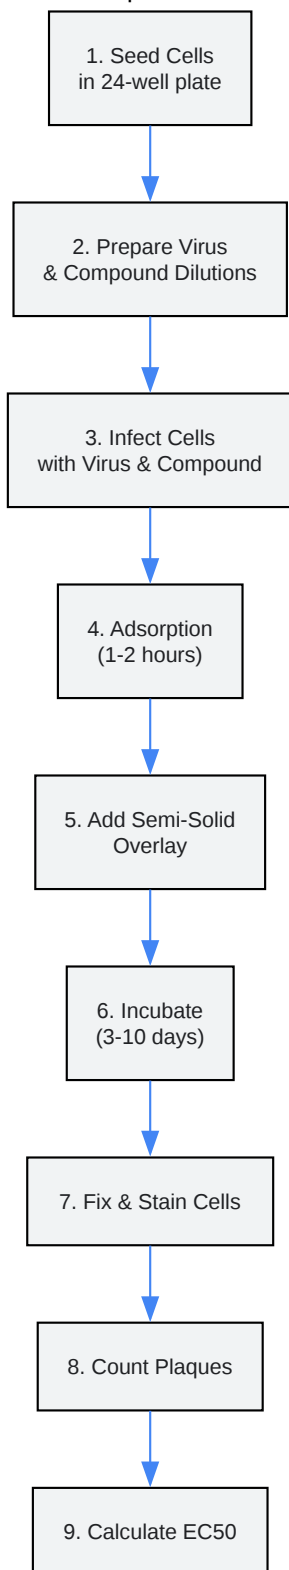 1. Seed Cells
in 24-well plate
2. Prepare Virus
& Compound Dilutions
3. Infect Cells
with Virus & Compound
4. Adsorption
(1-2 hours)
5. Add Semi-Solid
Overlay
6. Incubate
(3-10 days)
7. Fix & Stain Cells
8. Count Plaques
9. Calculate EC50